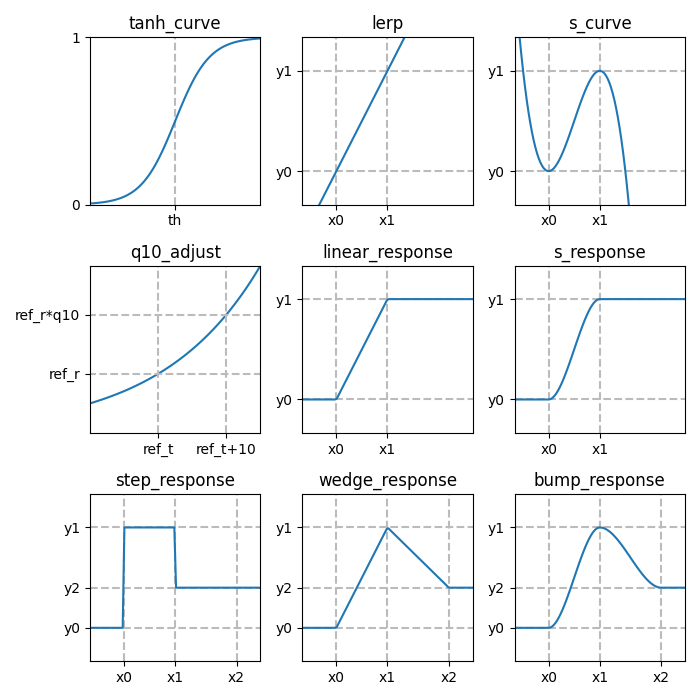 tanh_curve
1
0
th
lerp
y1
y0
x0 x1
s_curve
y1
y0
x0 x1
q10_adjust
ref_r*q10
ref_r
ref_t ref_t+10
linear_response
y1
y0
x0 x1
s_response
y1
y0
x0 x1
step_response
y1
y2
y0
x0 x1 x2
wedge_response
y1
y2
y0
x0 x1 x2
bump_response
y1
y2
y0
x0 x1 x2